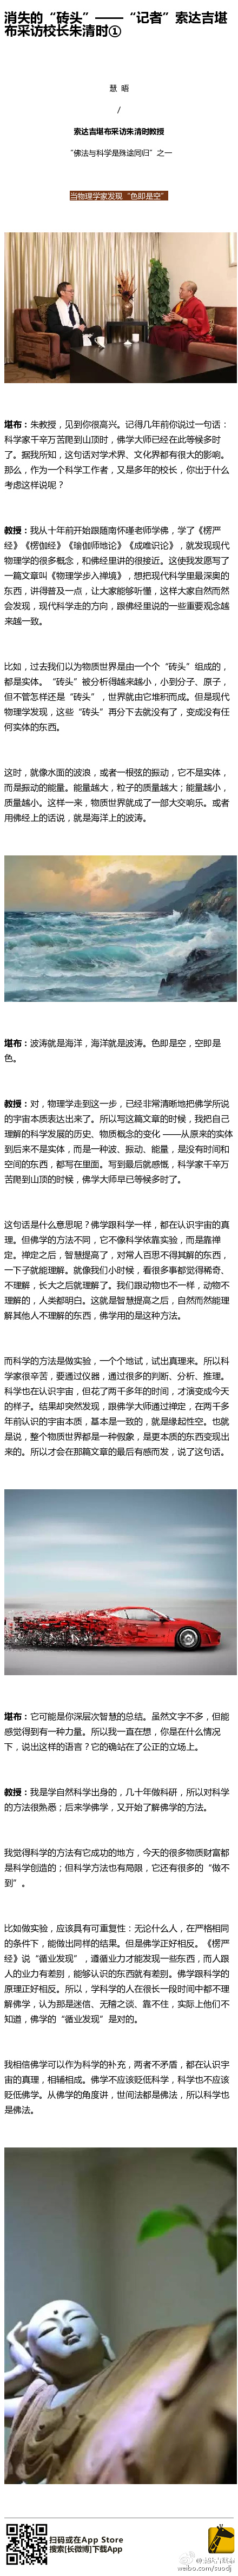 消失的“砖头”——“记者”索达吉堪
布采访校长朱清时①
慧 晤
/
索达吉堪布采访朱清时教授
“佛法与科学是殊途同归”之一
当物理学家发现“色即是空”
堪布：朱教授，见到你很高兴。记得几年前你说过一句话：
科学家千辛万苦爬到山顶时，佛学大师已经在此等候多时
了。据我所知，这句话对学术界、文化界都有很大的影响。
那么，作为一个科学工作者，又是多年的校长，你出于什么
考虑这样说呢？
教授：我从十年前开始跟随南怀瑾老师学佛，学了《楞严
经》《楞伽经》《瑜伽师地论》《成唯识论》，就发现现代
物理学的很多概念，和佛经里讲的很接近。这使我发愿写了
一篇文章叫《物理学步入禅境》，想把现代科学里最深奥的
东西，讲得普及一点，让大家能够听懂，这样大家自然而然
会发现，现代科学走的方向，跟佛经里说的一些重要观念越
来越一致。
比如，过去我们以为物质世界是由一个个“砖头”组成的，
都是实体。“砖头”被分析得越来越小，小到分子、原子，
但不管怎样还是“砖头”，世界就由它堆积而成。但是现代
物理学发现，这些“砖头”再分下去就没有了，变成没有任
何实体的东西。
这时，就像水面的波浪，或者一根弦的振动，它不是实体，
而是振动的能量。能量越大，粒子的质量越大；能量越小，
质量越小。这样一来，物质世界就成了一部大交响乐。或者
用佛经上的话说，就是海洋上的波涛。
堪布：波涛就是海洋，海洋就是波涛。色即是空，空即是
色。
教授：对，物理学走到这一步，已经非常清晰地把佛学所说
的宇宙本质表达出来了。所以写这篇文章的时候，我把自己
理解的科学发展的历史、物质概念的变化 ——从原来的实体
到后来不是实体，而是一种波、振动、能量，是没有时间和
空间的东西，都写在里面。写到最后就感慨，科学家千辛万
苦爬到山顶的时候，佛学大师早已等候多时了。
这句话是什么意思呢？佛学跟科学一样，都在认识宇宙的真
理。但佛学的方法不同，它不像科学依靠实验，而是靠禅
定。禅定之后，智慧提高了，对常人百思不得其解的东西，
一下子就能理解。就像我们小时候，看很多事都觉得稀奇、
不理解，长大之后就理解了。我们跟动物也不一样，动物不
理解的，人类都明白。这就是智慧提高之后，自然而然能理
解其他人不理解的东西，佛学用的是这种方法。
而科学的方法是做实验，一个个地试，试出真理来。所以科
学家很辛苦，要通过仪器，通过很多的判断、分析、推理。
科学也在认识宇宙，但花了两千多年的时间，才演变成今天
的样子。结果却突然发现，跟佛学大师通过禅定，在两千多
年前认识的宇宙本质，基本是一致的，就是缘起性空。也就
是说，整个物质世界都是一种假象，是更本质的东西变现出
来的。所以才会在那篇文章的最后有感而发，说了这句话。
堪布：它可能是你深层次智慧的总结。虽然文字不多，但能
感觉得到有一种力量。所以我一直在想，你是在什么情况
下，说出这样的语言？它的确站在了公正的立场上。
教授：我是学自然科学出身的，几十年做科研，所以对科学
的方法很熟悉；后来学佛学，又开始了解佛学的方法。
我觉得科学的方法有它成功的地方，今天的很多物质财富都
是科学创造的；但科学方法也有局限，它还有很多的“做不
到”。
比如做实验，应该具有可重复性：无论什么人，在严格相同
的条件下，能做出同样的结果。但是佛学正好相反。《楞严
经》说“循业发现”，遵循业力才能发现一些东西，而人跟
人的业力有差别，能够认识的东西就有差别。佛学跟科学的
原理正好相反。所以，学科学的人在很长一段时间中都不理
解佛学，认为那是迷信、无稽之谈、靠不住，实际上他们不
知道，佛学的“循业发现”是对的。
我相信佛学可以作为科学的补充，两者不矛盾，都在认识宇
宙的真理，相辅相成。佛学不应该贬低科学，科学也不应该
贬低佛学。从佛学的角度讲，世间法都是佛法，所以科学也
是佛法。
扫码或在App Store
搜索[长微博]下载App
weibo.com/suodj